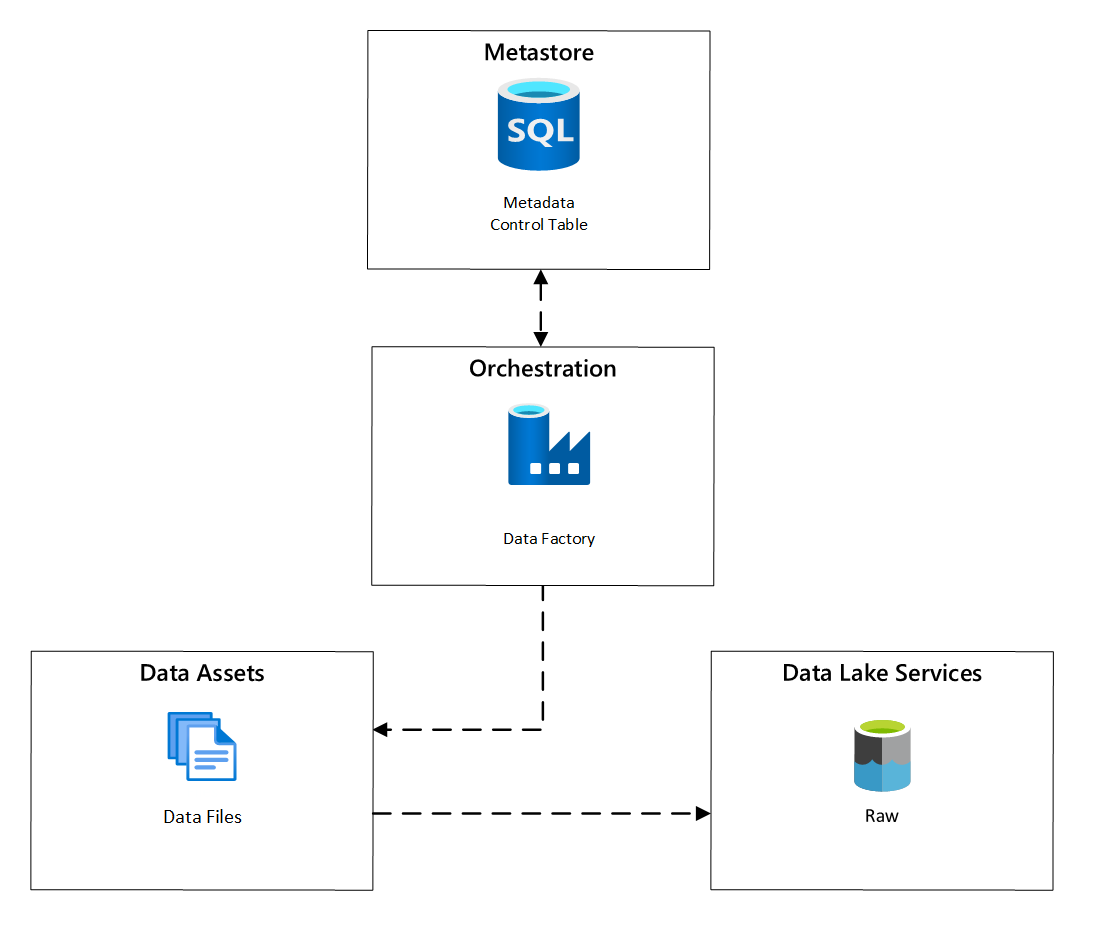 Metastore
SQL
Metadata
Control Table
Orchestration
Data Factory
Data Assets
Data Files
Data Lake Services
Raw